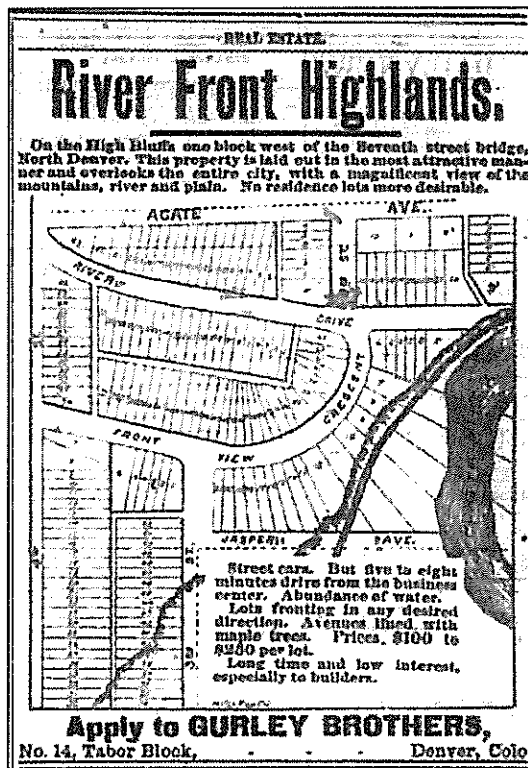 REAL ESTATE.
River Front Highlands.
On the High Bluffs one block west of the Seventh street bridge,
North Denver. This property is laid out in the most attractive man-
ner and overlooks the entire city, with a magnificent view of the
mountains, river and plain. No residence lots more desirable.
AGATE AVE.
RIVER DRIVE
CRESCENT
FRONT VIEW
JASPER AVE.
Street cars. But five to eight
minutes drive from the business
center. Abundance of water.
Lots fronting in any desired
direction. Avenues lined with
maple trees. Prices, $100 to
per lot.
Long time and low interest,
especially to builders.
Apply to GURLEY BROTHERS,
No. 14, Tabor Block, - - - Denver, Colo